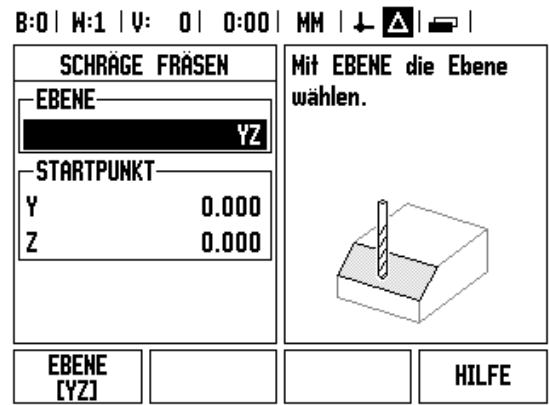 B:0 | W:1 | V: 0 | 0:00 | MM
SCHRÄGE FRÄSEN
EBENE
YZ
STARTPUNKT
Y 0.000
Z 0.000
Mit EBENE die Ebene
wählen.
EBENE
[YZ]
HILFE